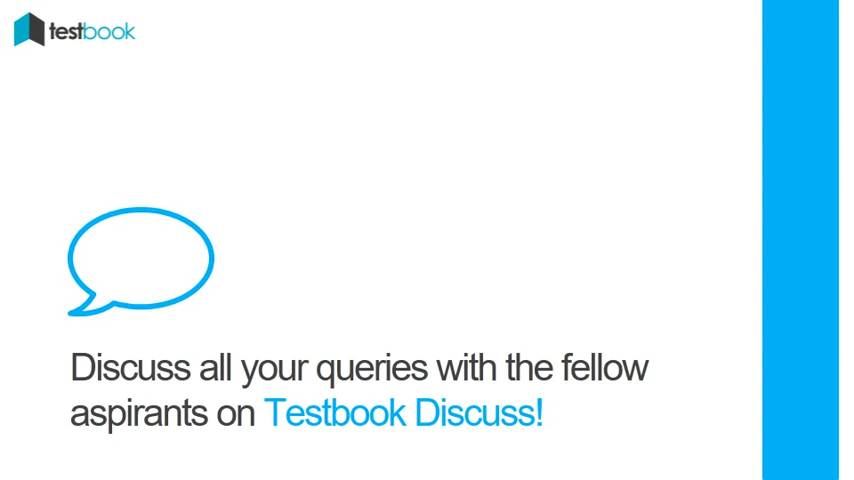 testbook
Discuss all your queries with the fellow
aspirants on Testbook Discuss!